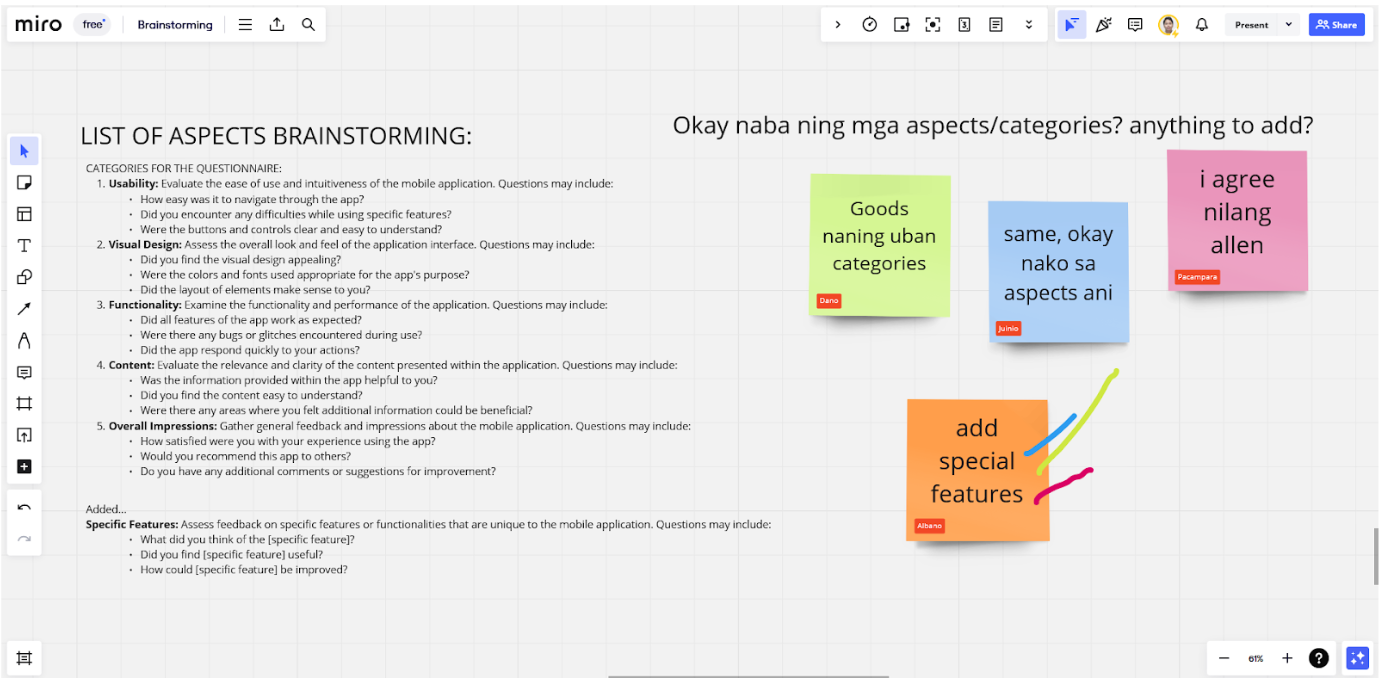 miro
free
Brainstorming
3
Present
Share
LIST OF ASPECTS BRAINSTORMING:
CATEGORIES FOR THE QUESTIONNAIRE:
1. Usability: Evaluate the ease of use and intuitiveness of the mobile application. Questions may include:
• How easy was it to navigate through the app?
• Did you encounter any difficulties while using specific features?
• Were the buttons and controls clear and easy to understand?
2. Visual Design: Assess the overall look and feel of the application interface. Questions may include:
• Did you find the visual design appealing?
• Were the colors and fonts used appropriate for the app's purpose?
• Did the layout of elements make sense to you?
3. Functionality: Examine the functionality and performance of the application. Questions may include:
• Did all features of the app work as expected?
• Were there any bugs or glitches encountered during use?
• Did the app respond quickly to your actions?
4. Content: Evaluate the relevance and clarity of the content presented within the application. Questions may include:
• Was the information provided within the app helpful to you?
• Did you find the content easy to understand?
• Were there any areas where you felt additional information could be beneficial?
5. Overall Impressions: Gather general feedback and impressions about the mobile application. Questions may include:
• How satisfied were you with your experience using the app?
• Would you recommend this app to others?
• Do you have any additional comments or suggestions for improvement?
Added...
Specific Features: Assess feedback on specific features or functionalities that are unique to the mobile application. Questions may include:
• What did you think of the [specific feature]?
• Did you find [specific feature] useful?
• How could [specific feature] be improved?
Okay naba ning mga aspects/categories? anything to add?
Goods
naning uban
categories
Dano
same, okay
nako sa
aspects ani
Juinio
i agree
nilang
allen
Pacampara
add
special
features
Albano
61%